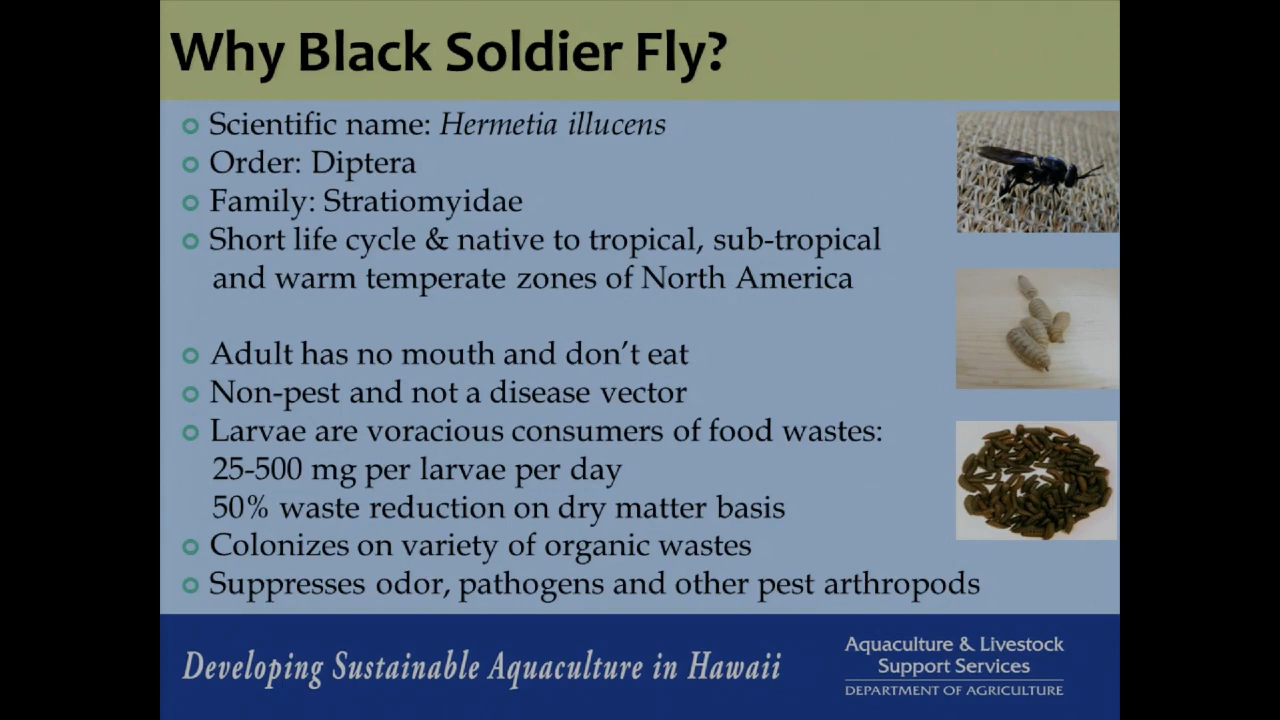 Why Black Soldier Fly?
Scientific name: Hermetia illucens
Order: Diptera
Family: Stratiomyidae
Short life cycle & native to tropical, sub-tropical
and warm temperate zones of North America
Adult has no mouth and don't eat
Non-pest and not a disease vector
Larvae are voracious consumers of food wastes:
25-500 mg per larvae per day
50% waste reduction on dry matter basis
Colonizes on variety of organic wastes
Suppresses odor, pathogens and other pest arthropods
Developing Sustainable Aquaculture in Hawaii
Aquaculture & Livestock
Support Services
DEPARTMENT OF AGRICULTURE